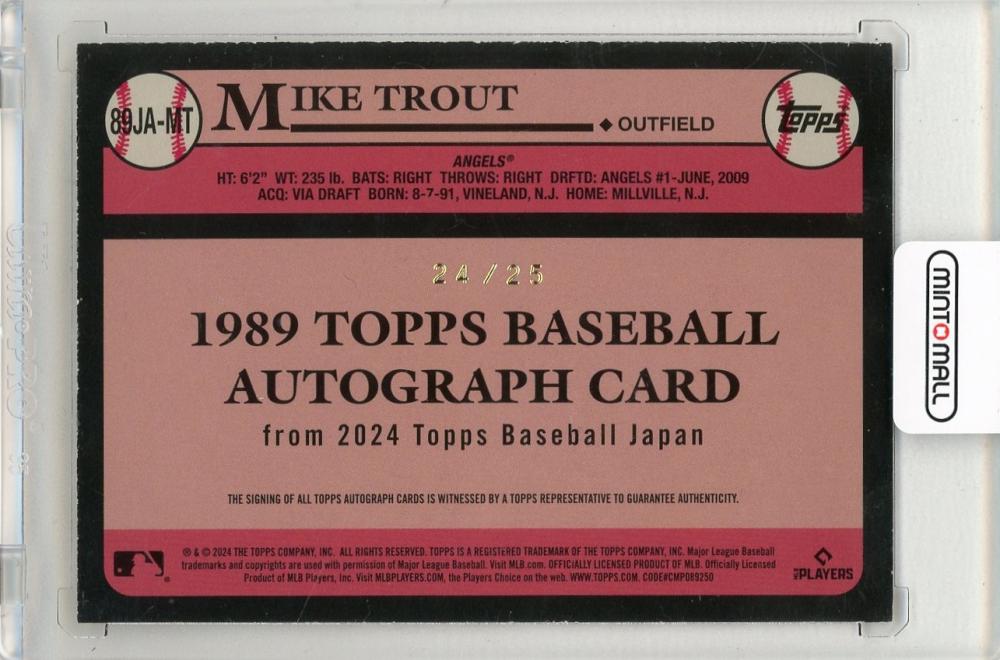 89JA-MT
MIKE TROUT
◆ OUTFIELD
Topps
ANGELS®
HT: 6'2" WT: 235 lb. BATS: RIGHT THROWS: RIGHT DRFTD: ANGELS #1-JUNE, 2009
ACQ: VIA DRAFT BORN: 8-7-91, VINELAND, N.J. HOME: MILLVILLE, N.J.
24/25
1989 TOPPS BASEBALL
AUTOGRAPH CARD
from 2024 Topps Baseball Japan
THE SIGNING OF ALL TOPPS AUTOGRAPH CARDS IS WITNESSED BY A TOPPS REPRESENTATIVE TO GUARANTEE AUTHENTICITY.
® & © 2024 THE TOPPS COMPANY, INC. ALL RIGHTS RESERVED. TOPPS IS A REGISTERED TRADEMARK OF THE TOPPS COMPANY, INC. Major League Baseball
trademarks and copyrights are used with permission of Major League Baseball. Visit MLB.com. OFFICIALLY LICENSED PRODUCT OF MLB. Officially Licensed
Product of MLB Players, Inc. Visit MLBPLAYERS.COM, the Players Choice on the web. WWW.TOPPS.COM. CODE#CMP089250
MLBPLAYERS
MINT MALL